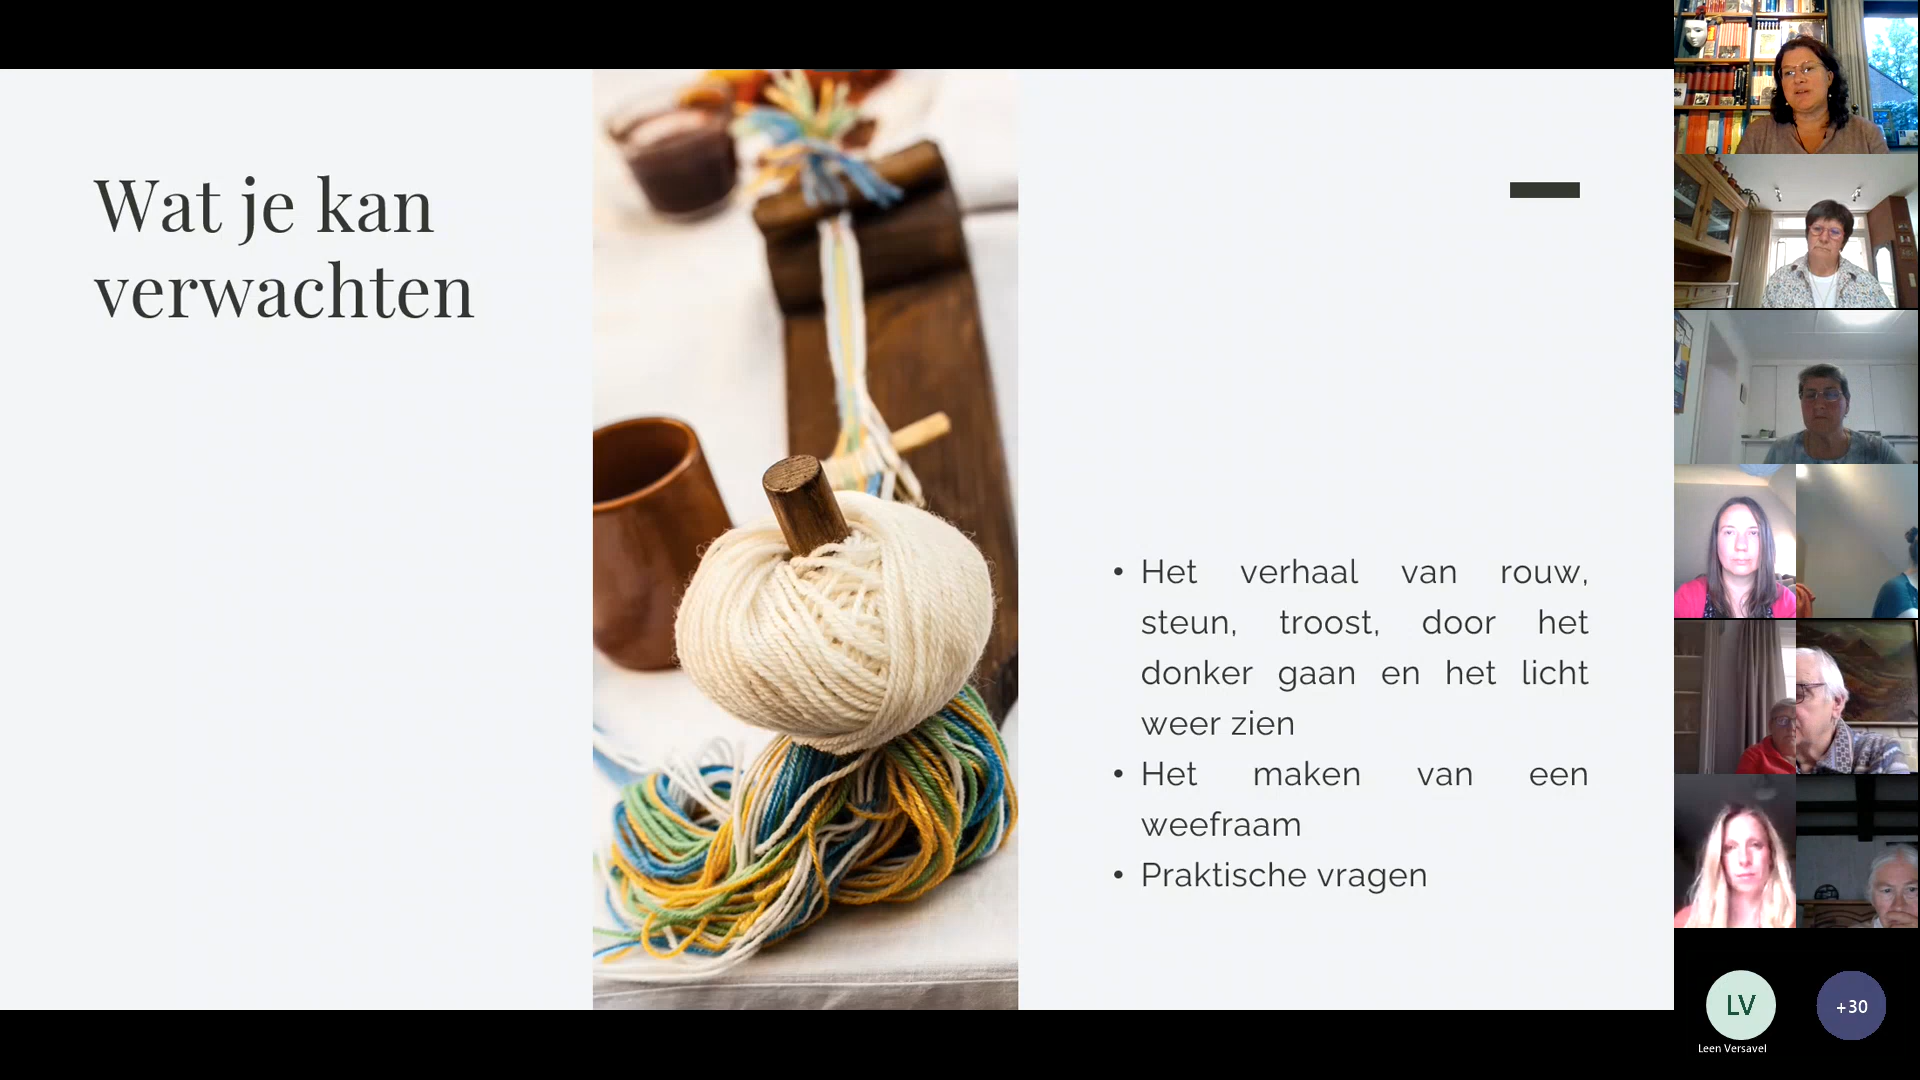 Wat je kan
verwachten
• Het verhaal van rouw,
steun, troost, door het
donker gaan en het licht
weer zien
• Het maken van een
weefraam
• Praktische vragen
LV
+30
Leen Versavel